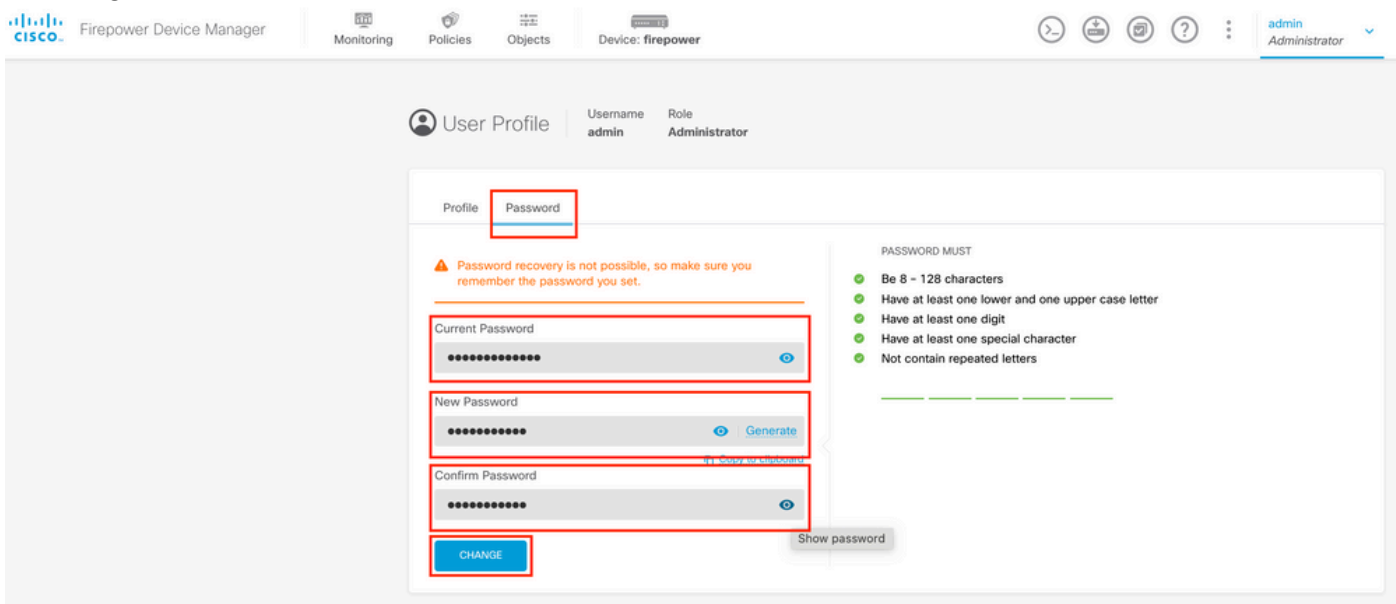 CISCO
Firepower Device Manager
Monitoring
Policies
Objects
Device: firepower
>_
?
admin
Administrator
User Profile
Username
admin
Role
Administrator
Profile
Password
Password recovery is not possible, so make sure you
remember the password you set.
Current Password
•••••••••••••
New Password
•••••••••••
Generate
Copy to clipboard
Confirm Password
•••••••••••
Show password
CHANGE
PASSWORD MUST
Be 8 – 128 characters
Have at least one lower and one upper case letter
Have at least one digit
Have at least one special character
Not contain repeated letters